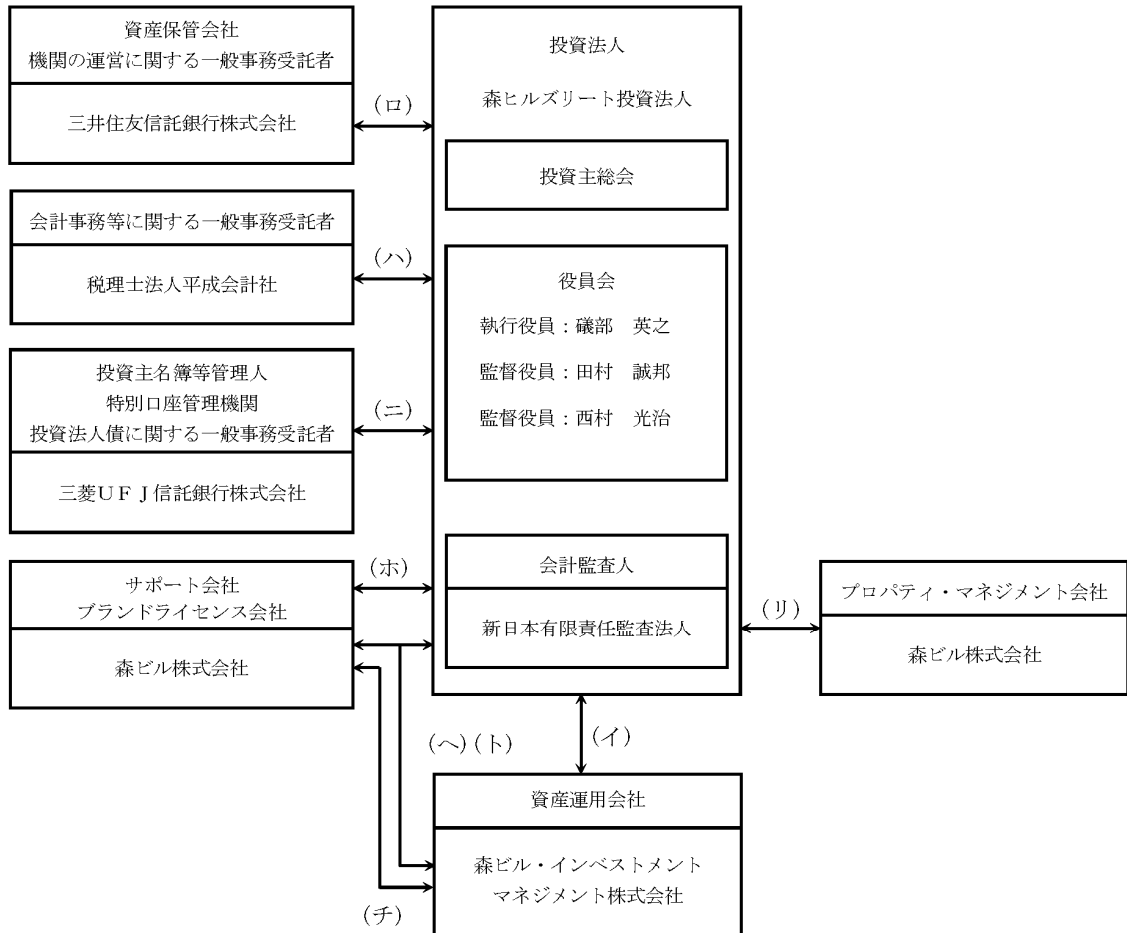 資産保管会社
機関の運営に関する一般事務受託者
三井住友信託銀行株式会社
(ロ)
会計事務等に関する一般事務受託者
税理士法人平成会計社
(ハ)
投資主名簿等管理人
特別口座管理機関
投資法人債に関する一般事務受託者
三菱UFJ信託銀行株式会社
(ニ)
サポート会社
ブランドライセンス会社
森ビル株式会社
(ホ)
投資法人
森ヒルズリート投資法人
投資主総会
役員会
執行役員:礒部 英之
監督役員:田村 誠邦
監督役員:西村 光治
会計監査人
新日本有限責任監査法人
(リ)
プロパティ・マネジメント会社
森ビル株式会社
(ヘ)(ト)
(イ)
資産運用会社
森ビル・インベストメント
マネジメント株式会社
(チ)